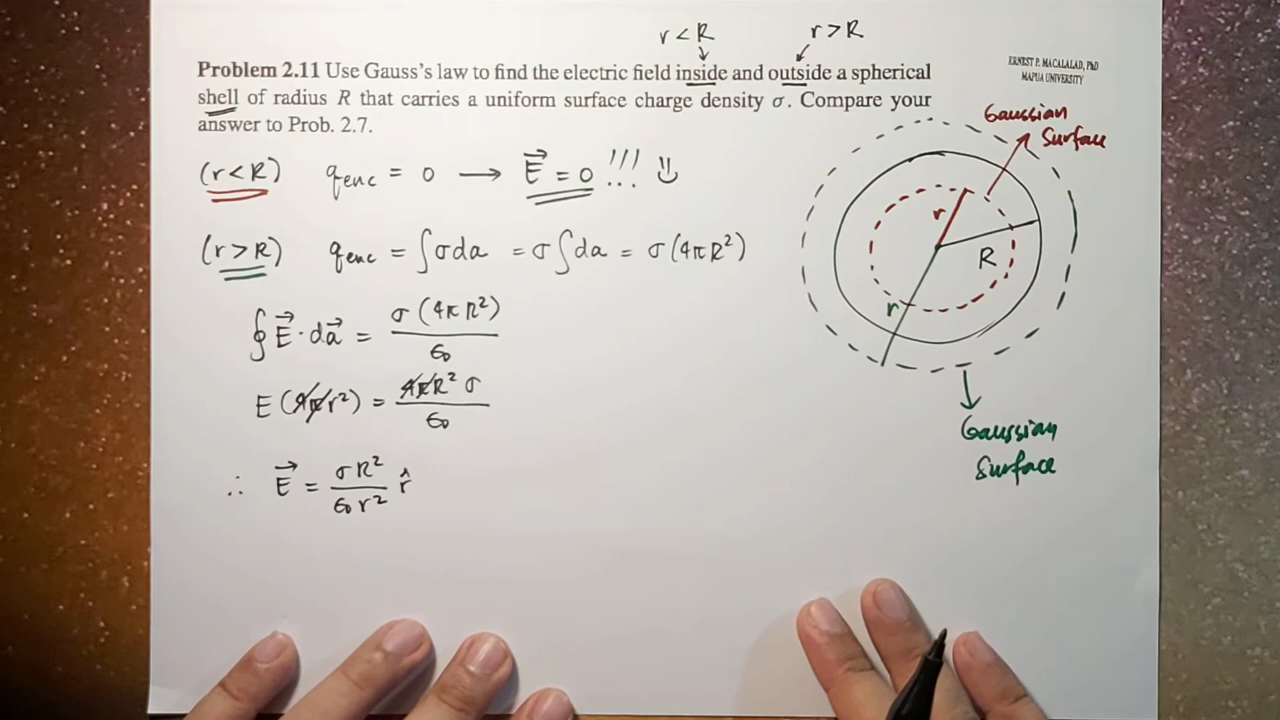 r < R r > R
Problem 2.11 Use Gauss's law to find the electric field inside and outside a spherical
shell of radius R that carries a uniform surface charge density σ. Compare your
answer to Prob. 2.7.
ERNEST P. MACALALAD, PhD
MAPUA UNIVERSITY
Gaussian
Surface
(r < R) q_enc = 0 → E⃗ = 0 !!! ...
(r > R) q_enc = ∫σda = σ∫da = σ(4πR²)
∮E⃗·da⃗ = σ(4πR²)/ϵ₀
E(4πr²) = 4πR²σ/ϵ₀
∴ E⃗ = σR²/ϵ₀r² r̂
r
R
r
Gaussian
Surface